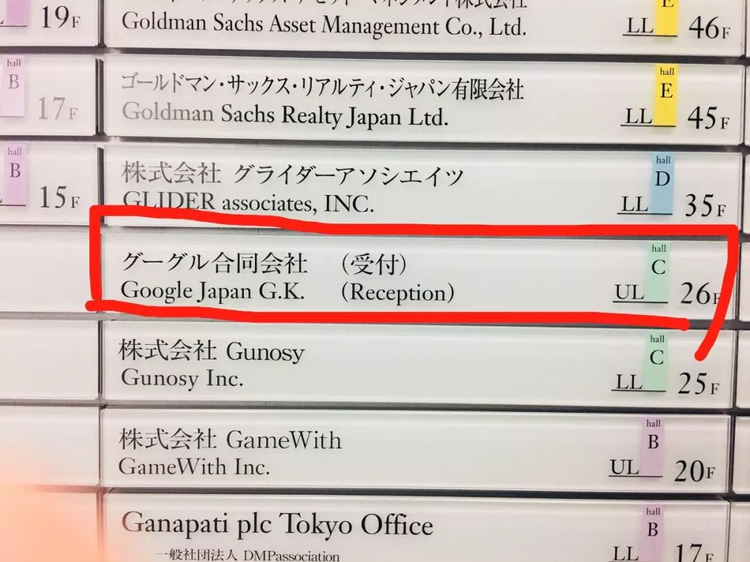 19F
Goldman Sachs Asset Management Co., Ltd.
E
LL 46F
hall
B
17F
ゴールドマン・サックス・リアルティ・ジャパン有限会社
Goldman Sachs Realty Japan Ltd.
hall
E
LL 45F
hall
B
15F
株式会社 グライダーアソシエイツ
GLIDER associates, INC.
hall
D
LL 35F
グーグル合同会社 (受付)
Google Japan G.K. (Reception)
hall
C
UL 26F
株式会社 Gunosy
Gunosy Inc.
hall
C
LL 25F
株式会社 GameWith
GameWith Inc.
hall
B
UL 20F
Ganapati plc Tokyo Office
一般社団法人 DMPassociation
hall
B
LL 17F